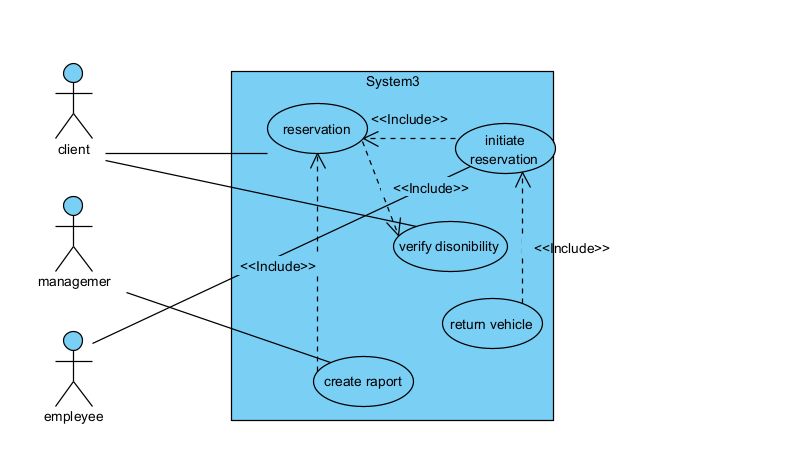 System3
<<Include>>
reservation
initiate
reservation
client
<<Include>>
verify disonibility
<<Include>>
<<Include>>
managemer
return vehicle
create raport
empleyee